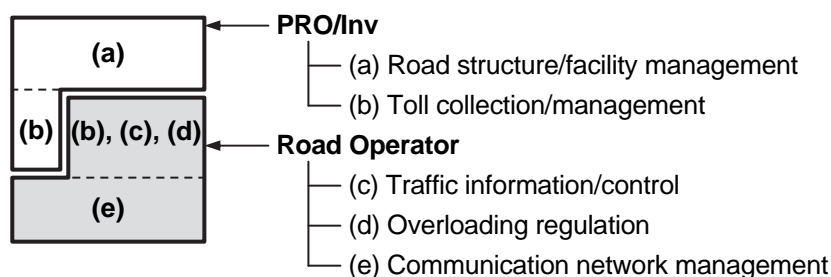 PRO/Inv
(a)
(a) Road structure/facility management
(b) Toll collection/management
(b)
(b), (c), (d)
Road Operator
(c) Traffic information/control
(e)
(d) Overloading regulation
(e) Communication network management